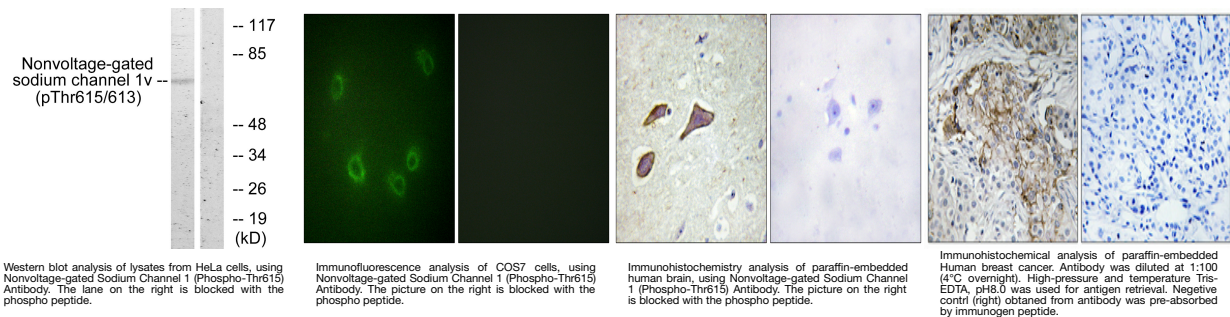 Nonvoltage-gated
sodium channel 1v --
(pThr615/613)
-- 117
-- 85
-- 48
-- 34
-- 26
-- 19
(kD)
Western blot analysis of lysates from HeLa cells, using
Nonvoltage-gated Sodium Channel 1 (Phospho-Thr615)
Antibody. The lane on the right is blocked with the
phospho peptide.
Immunofluorescence analysis of COS7 cells, using
Nonvoltage-gated Sodium Channel 1 (Phospho-Thr615)
Antibody. The picture on the right is blocked with the
phospho peptide.
Immunohistochemistry analysis of paraffin-embedded
human brain, using Nonvoltage-gated Sodium Channel
1 (Phospho-Thr615) Antibody. The picture on the right
is blocked with the phospho peptide.
Immunohistochemical analysis of paraffin-embedded
Human breast cancer. Antibody was diluted at 1:100
(4°C overnight). High-pressure and temperature Tris-
EDTA, pH8.0 was used for antigen retrieval. Negetive
contrl (right) obtaned from antibody was pre-absorbed
by immunogen peptide.